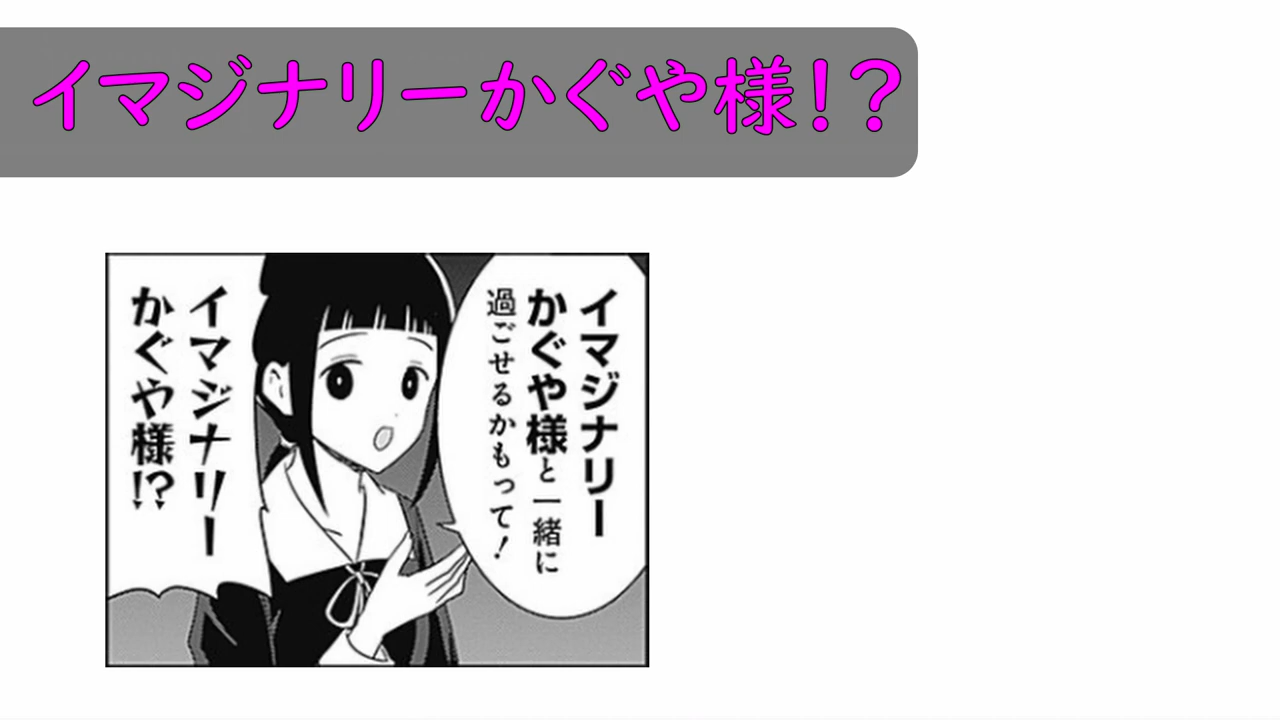 イマジナリーかぐや様!?
イマジナリー
かぐや様と一緒に
過ごせるかもって!
イマジナリー
かぐや様!?